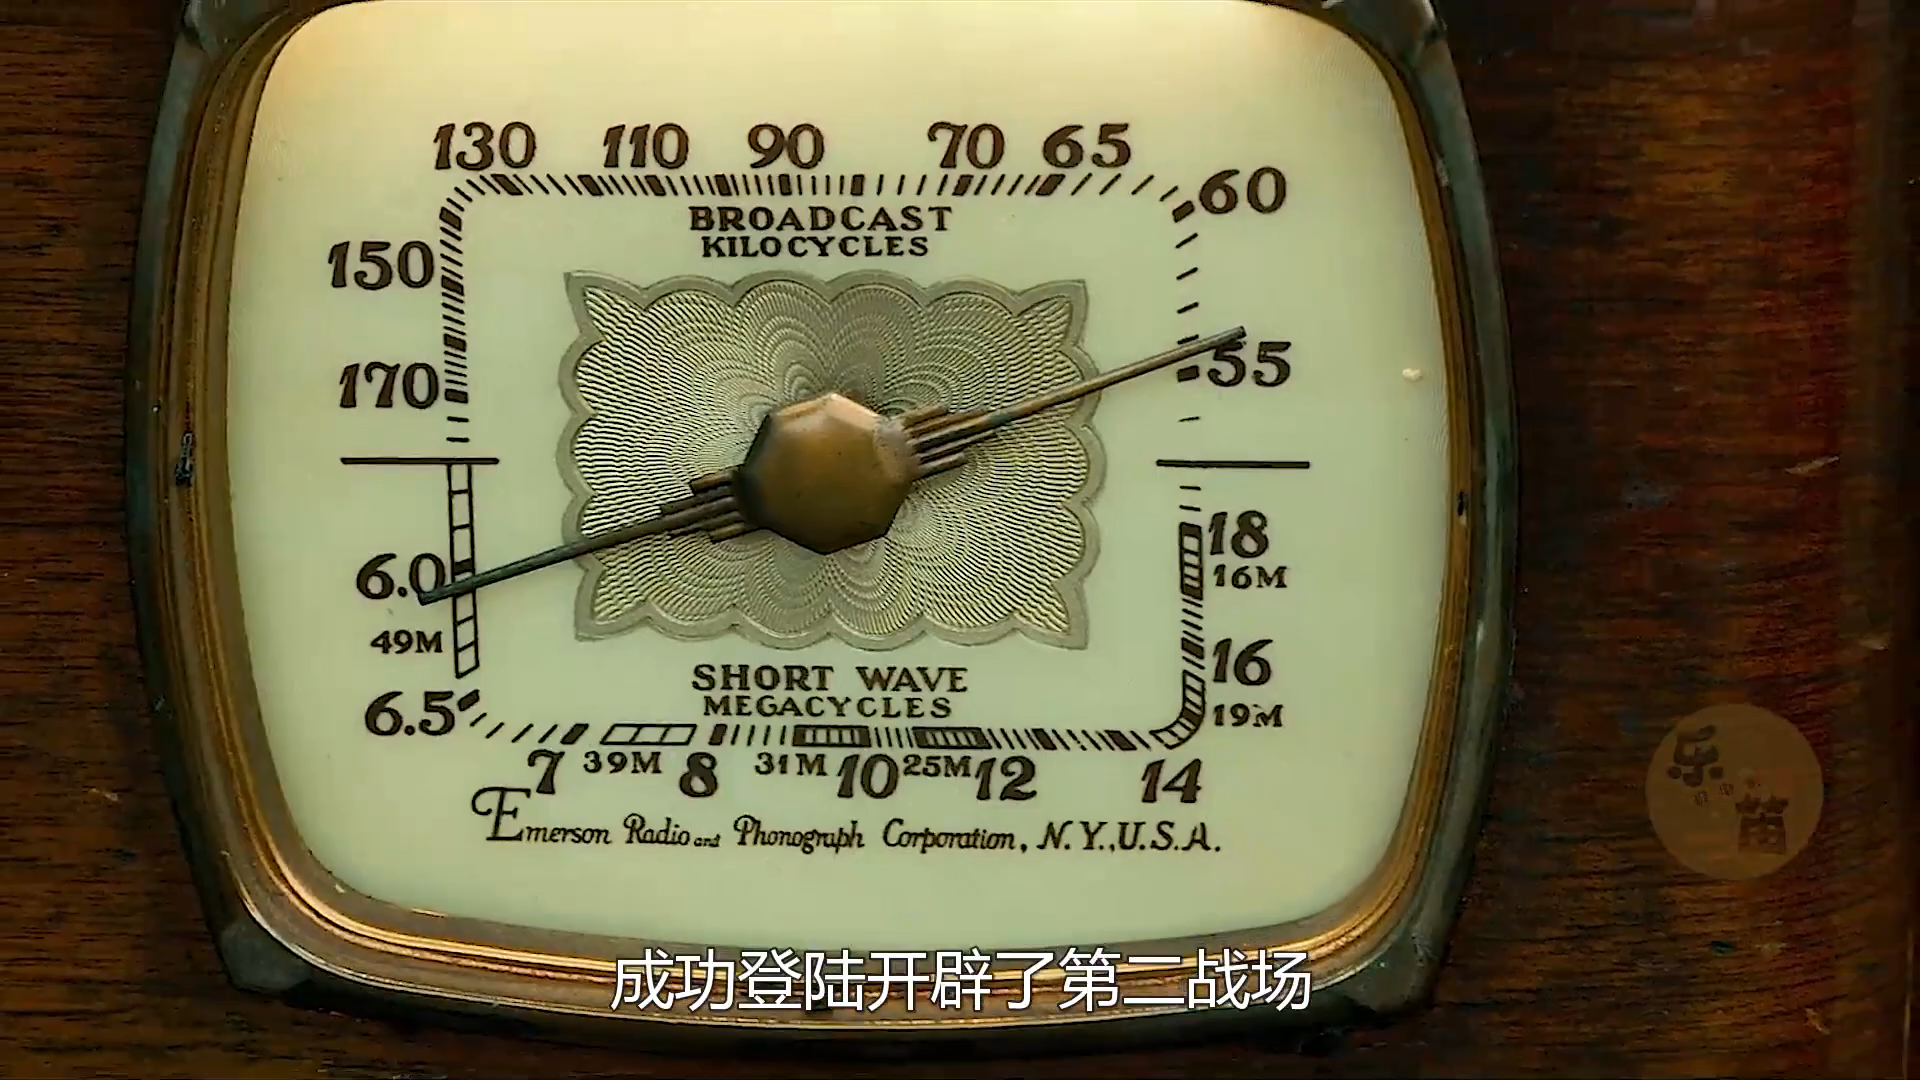 130 110 90 70 65
60
BROADCAST
KILOCYCLES
150
55
170
18
6.0
16M
49M
16
SHORT WAVE
MEGACYCLES
6.5
19M
7 39M 8 31M 10 25M 12 14
Emerson Radio and Phonograph Corporation, N.Y., U.S.A.
乐笛
成功登陆开辟了第二战场